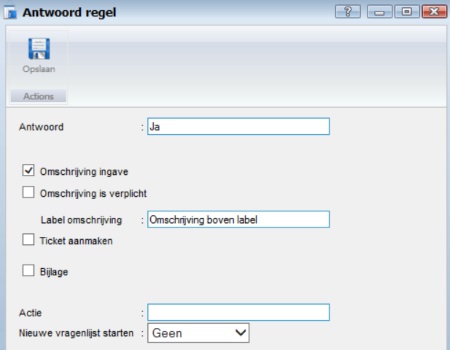 Antwoord regel
Opslaan
Actions
Antwoord : Ja
Omschrijving ingave
Omschrijving is verplicht
Label omschrijving : Omschrijving boven label
Ticket aanmaken
Bijlage
Actie :
Nieuwe vragenlijst starten : Geen